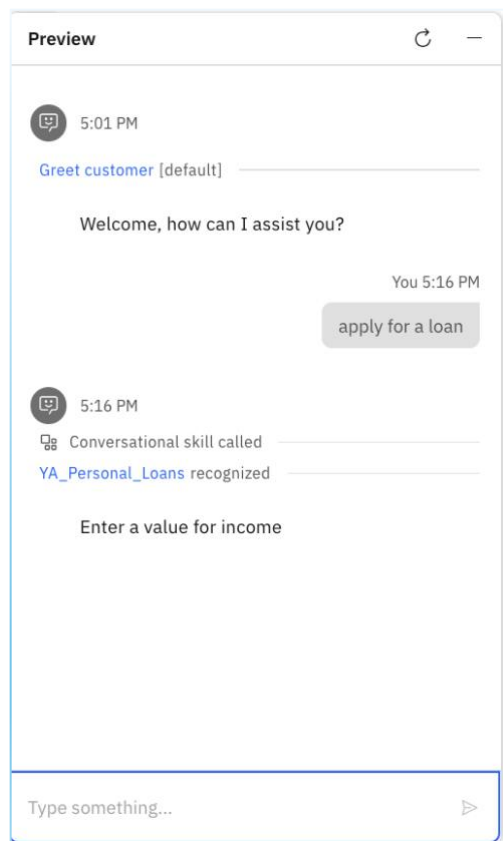 Preview
5:01 PM
Greet customer [default]
Welcome, how can I assist you?
You 5:16 PM
apply for a loan
5:16 PM
Conversational skill called
YA_Personal_Loans recognized
Enter a value for income
Type something...